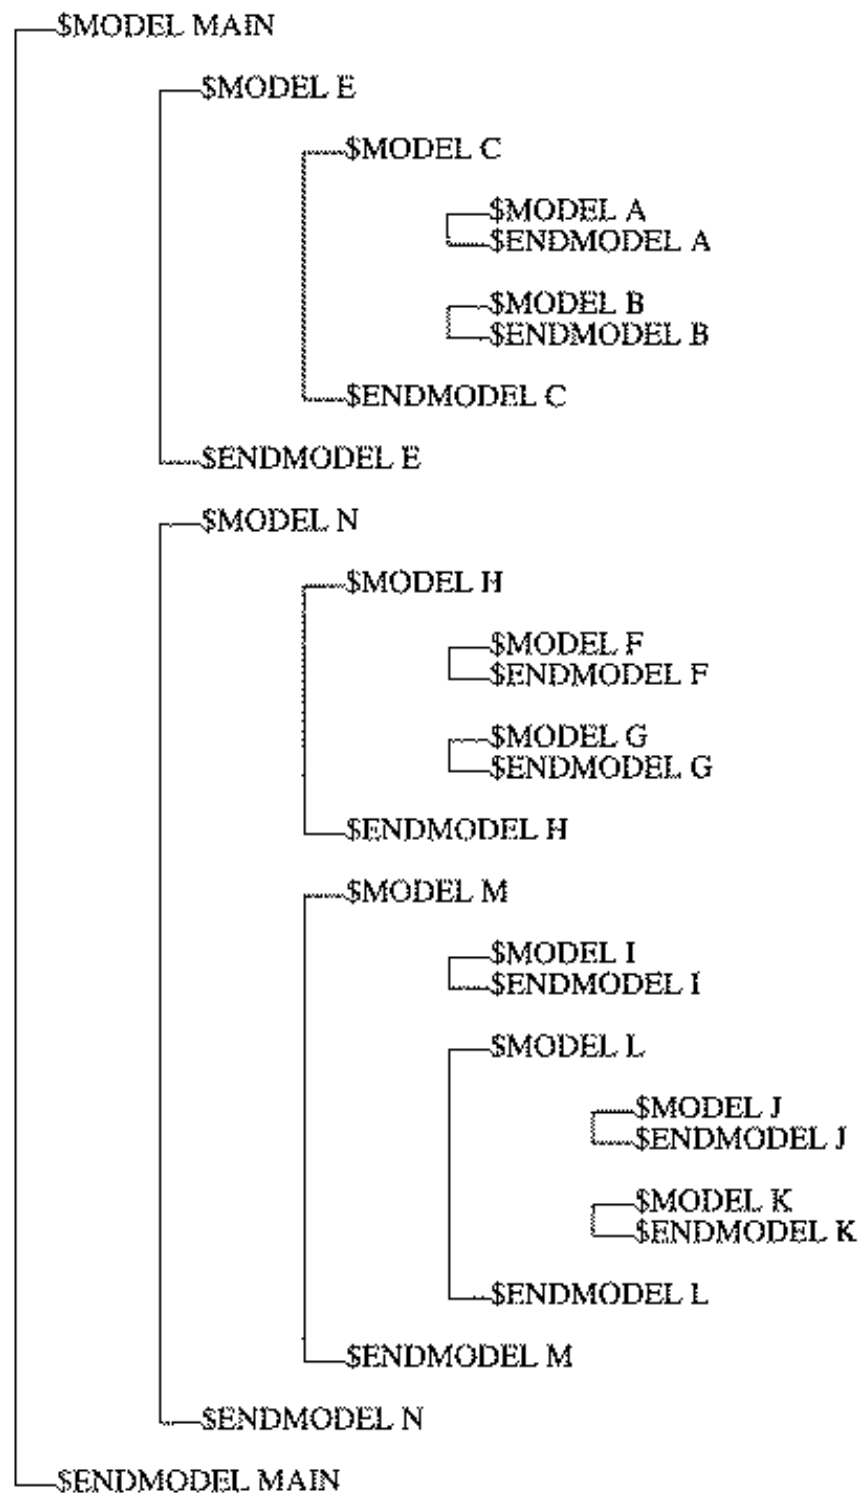 $MODEL MAIN
$MODEL E
$MODEL C
$MODEL A
$ENDMODEL A
$MODEL B
$ENDMODEL B
$ENDMODEL C
$ENDMODEL E
$MODEL N
$MODEL H
$MODEL F
$ENDMODEL F
$MODEL G
$ENDMODEL G
$ENDMODEL H
$MODEL M
$MODEL I
$ENDMODEL I
$MODEL L
$MODEL J
$ENDMODEL J
$MODEL K
$ENDMODEL K
$ENDMODEL L
$ENDMODEL M
$ENDMODEL N
$ENDMODEL MAIN